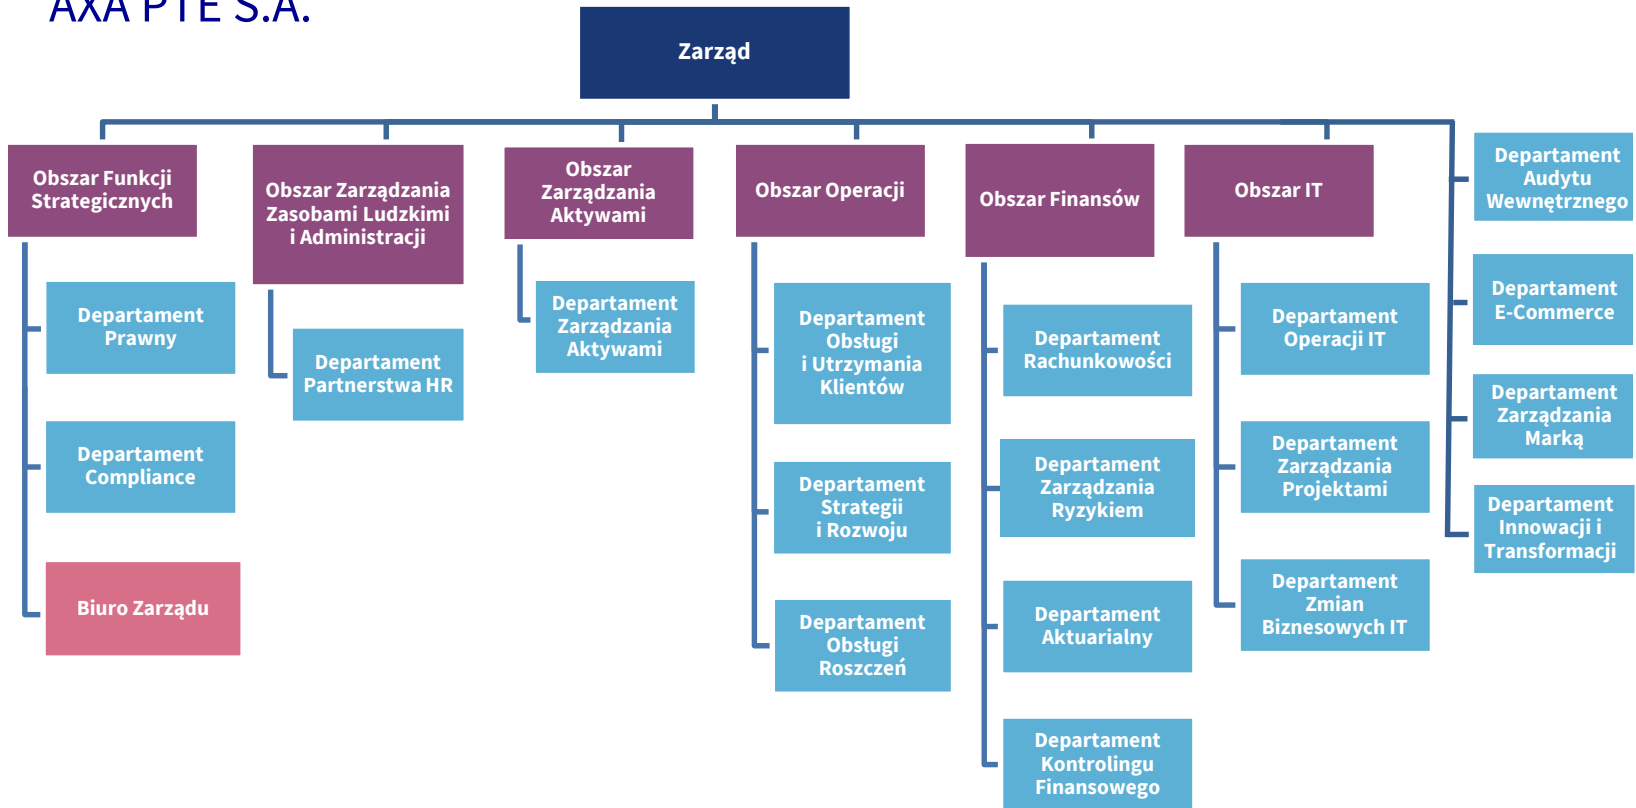 AXA PTE S.A.
Zarząd
Obszar Funkcji
Strategicznych
Departament
Prawny
Departament
Compliance
Biuro Zarządu
Obszar Zarządzania
Zasobami Ludzkimi
i Administracji
Departament
Partnerstwa HR
Obszar
Zarządzania
Aktywami
Departament
Zarządzania
Aktywami
Obszar Operacji
Departament
Obsługi
i Utrzymania
Klientów
Departament
Strategii
i Rozwoju
Departament
Obsługi
Roszczeń
Obszar Finansów
Departament
Rachunkowości
Departament
Zarządzania
Ryzykiem
Departament
Aktuarialny
Departament
Kontrolingu
Finansowego
Obszar IT
Departament
Operacji IT
Departament
Zarządzania
Projektami
Departament
Zmian
Biznesowych IT
Departament
Audytu
Wewnętrznego
Departament
E-Commerce
Departament
Zarządzania
Marką
Departament
Innowacji i
Transformacji